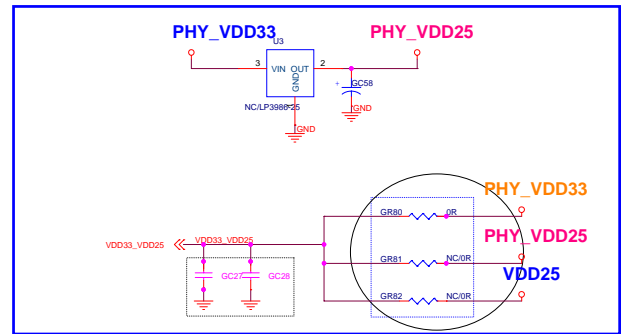 PHY_VDD33
PHY_VDD25
U3
3
VIN OUT
2
GND
+
GC58
NC/LP3986-25
GND
GND
PHY_VDD33
GR80
0R
PHY_VDD25
VDD33_VDD25
VDD33_VDD25
GR81
NC/0R
VDD25
GC27
GC28
GR82
NC/0R